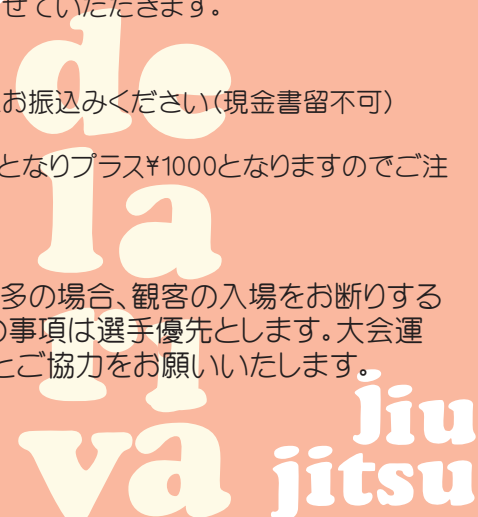 せていただきます。
de
お振込みください（現金書留不可）
となりプラス¥1000となりますのでご注
la
多の場合、観客の入場をお断りする
の事項は選手優先とします。大会運
とご協力をお願いいたします。
ri
va
jiu
jitsu